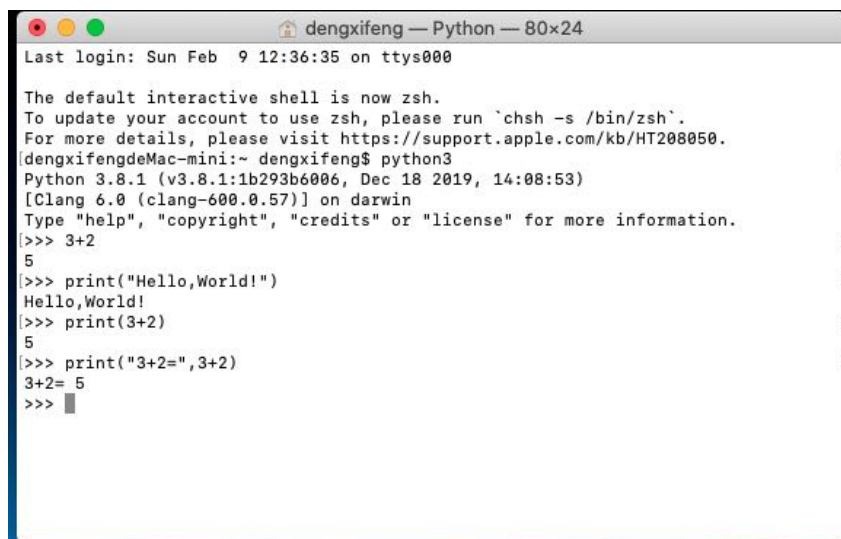 dengxifeng — Python — 80×24
Last login: Sun Feb  9 12:36:35 on ttys000
The default interactive shell is now zsh.
To update your account to use zsh, please run `chsh -s /bin/zsh`.
For more details, please visit https://support.apple.com/kb/HT208050.
[dengxifengdeMac-mini:~ dengxifeng$ python3
Python 3.8.1 (v3.8.1:1b293b6006, Dec 18 2019, 14:08:53)
[Clang 6.0 (clang-600.0.57)] on darwin
Type "help", "copyright", "credits" or "license" for more information.
[>>> 3+2
5
[>>> print("Hello,World!")
Hello,World!
[>>> print(3+2)
5
[>>> print("3+2=",3+2)
3+2= 5
>>>